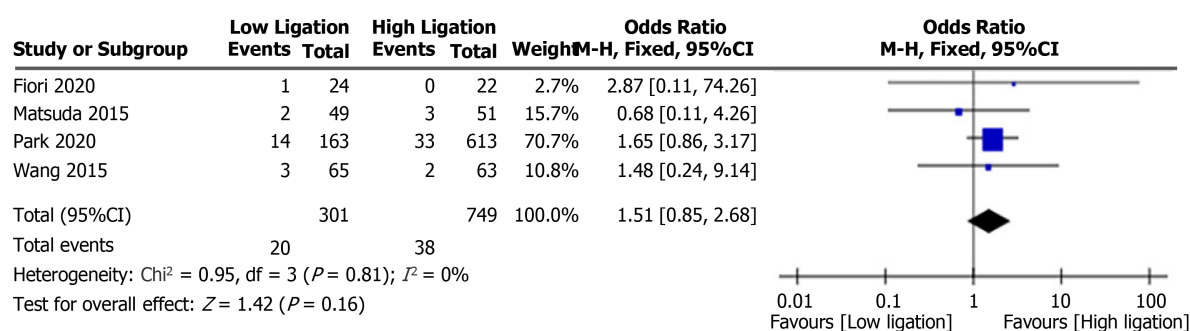 Low Ligation High Ligation Odds Ratio Odds Ratio
Study or Subgroup Events Total Events Total Weight M-H, Fixed, 95%CI M-H, Fixed, 95%CI
Fiori 2020 1 24 0 22 2.7% 2.87 [0.11, 74.26]
Matsuda 2015 2 49 3 51 15.7% 0.68 [0.11, 4.26]
Park 2020 14 163 33 613 70.7% 1.65 [0.86, 3.17]
Wang 2015 3 65 2 63 10.8% 1.48 [0.24, 9.14]
Total (95%CI) 301 749 100.0% 1.51 [0.85, 2.68]
Total events 20 38
Heterogeneity: Chi² = 0.95, df = 3 (P = 0.81); I² = 0%
Test for overall effect: Z = 1.42 (P = 0.16)
0.01 0.1 1 10 100
Favours [Low ligation] Favours [High ligation]